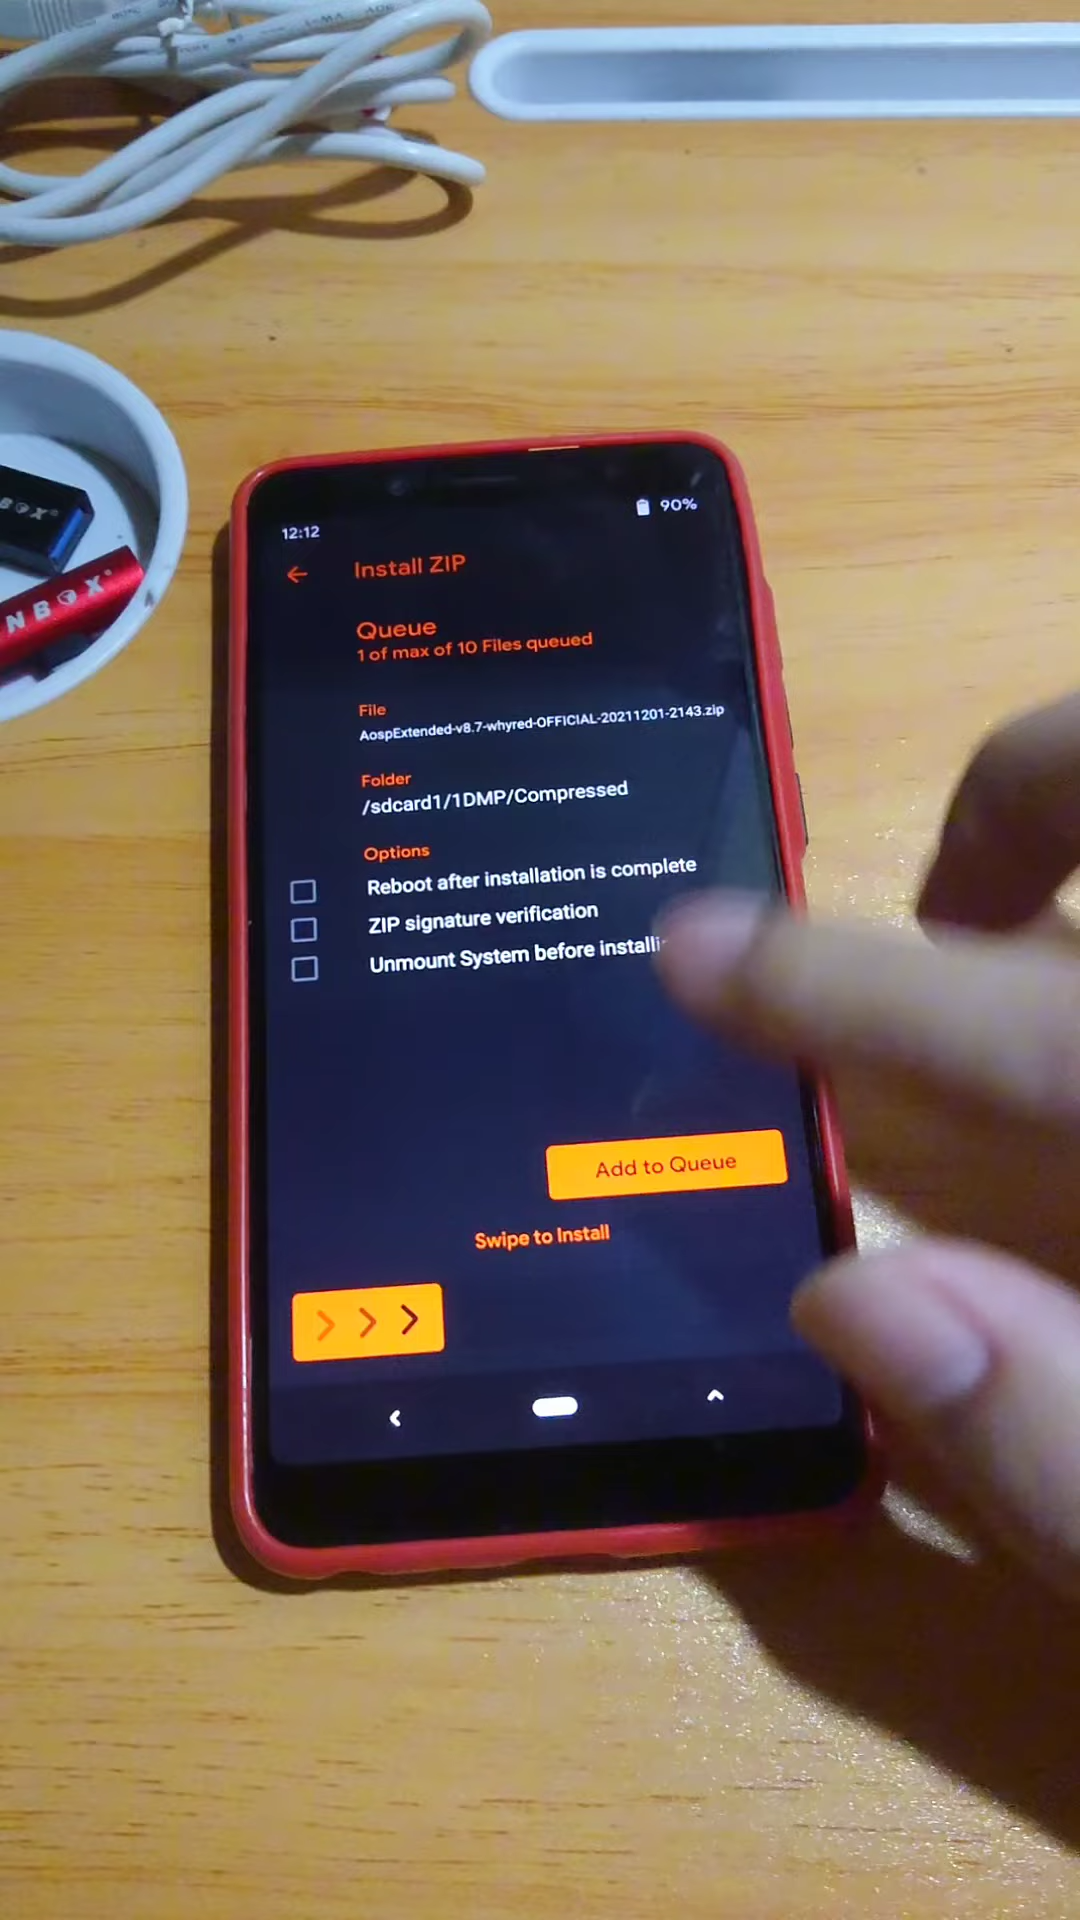 12:12
90%
Install ZIP
Queue
1 of max of 10 Files queued
File
AospExtended-v8.7-whyred-OFFICIAL-20211201-2143.zip
Folder
/sdcard1/1DMP/Compressed
Options
Reboot after installation is complete
ZIP signature verification
Unmount System before installi
Add to Queue
Swipe to Install
NBOX